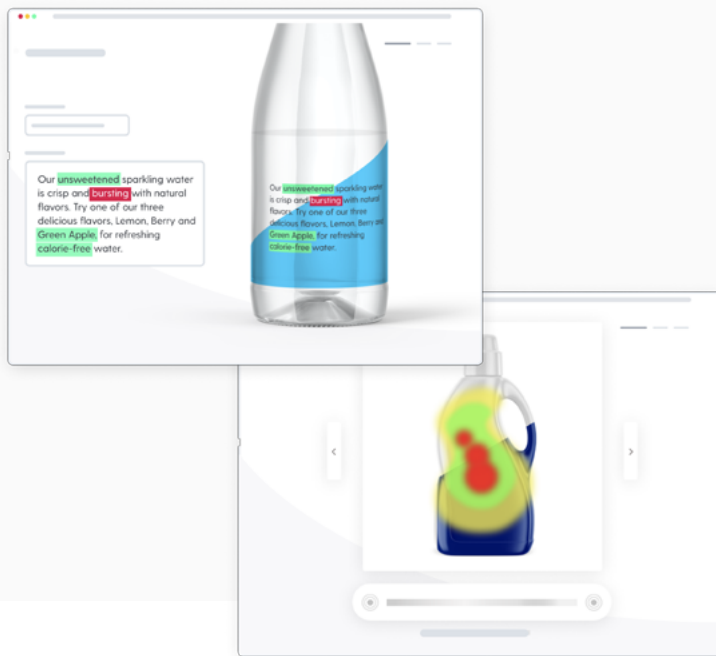 Our unsweetened sparkling water
is crisp and bursting with natural
flavors. Try one of our three
delicious flavors, Lemon, Berry and
Green Apple, for refreshing
calorie-free water.
Our unsweetened sparkling water
is crisp and bursting with natural
flavors. Try one of our three
delicious flavors, Lemon, Berry and
Green Apple, for refreshing
calorie-free water.